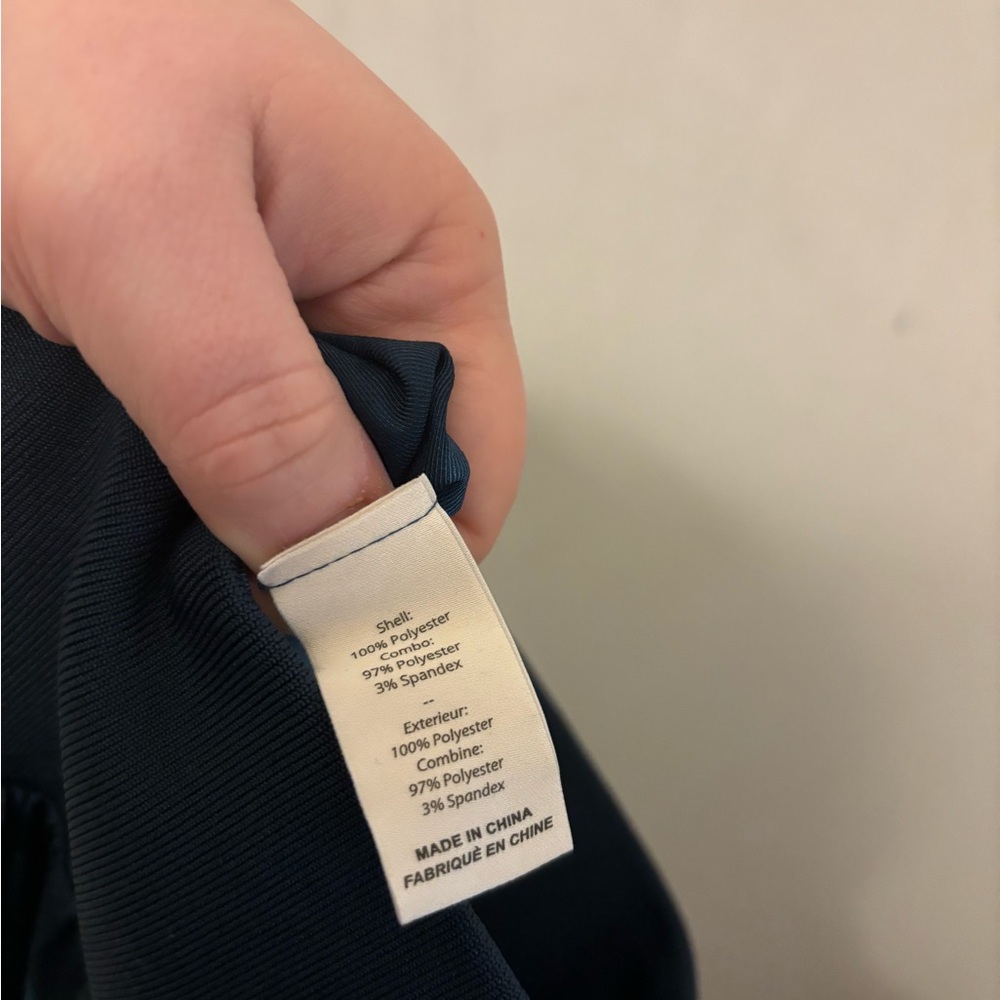 Shell:
100% Polyester
Combo:
97% Polyester
3% Spandex
--
Exterieur:
100% Polyester
Combine:
97% Polyester
3% Spandex
MADE IN CHINA
FABRIQUÈ EN CHINE